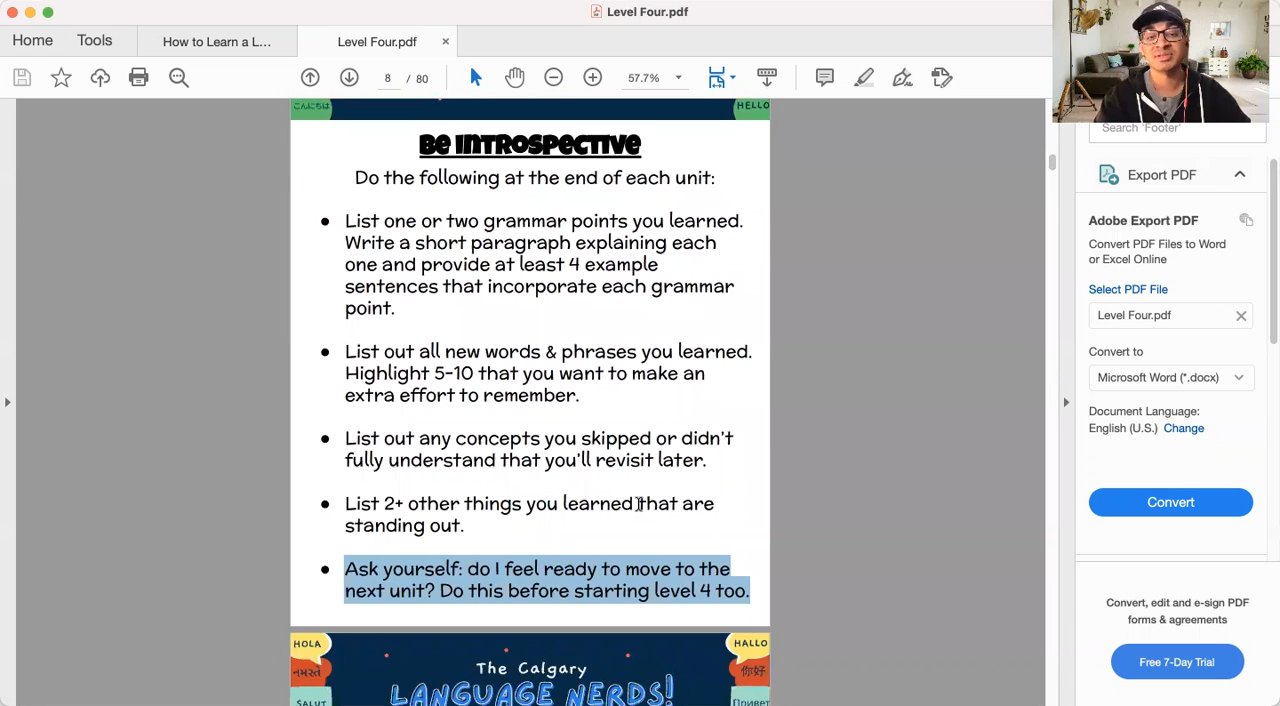 Level Four.pdf
Home
Tools
How to Learn a L...
Level Four.pdf
8 / 80
57.7%
Search 'Footer'
こんにちは
HELLO
Be Introspective
Do the following at the end of each unit:
• List one or two grammar points you learned.
Write a short paragraph explaining each
one and provide at least 4 example
sentences that incorporate each grammar
point.
• List out all new words & phrases you learned.
Highlight 5-10 that you want to make an
extra effort to remember.
• List out any concepts you skipped or didn't
fully understand that you'll revisit later.
• List 2+ other things you learned that are
standing out.
• Ask yourself: do I feel ready to move to the
next unit? Do this before starting level 4 too.
HOLA
नमस्ते
SALUT
The Calgary
LANGUAGE NERDS!
HALLO
你好
Привет
Export PDF
Adobe Export PDF
Convert PDF Files to Word
or Excel Online
Select PDF File
Level Four.pdf
Convert to
Microsoft Word (*.docx)
Document Language:
English (U.S.) Change
Convert
Convert, edit and e-sign PDF
forms & agreements
Free 7-Day Trial